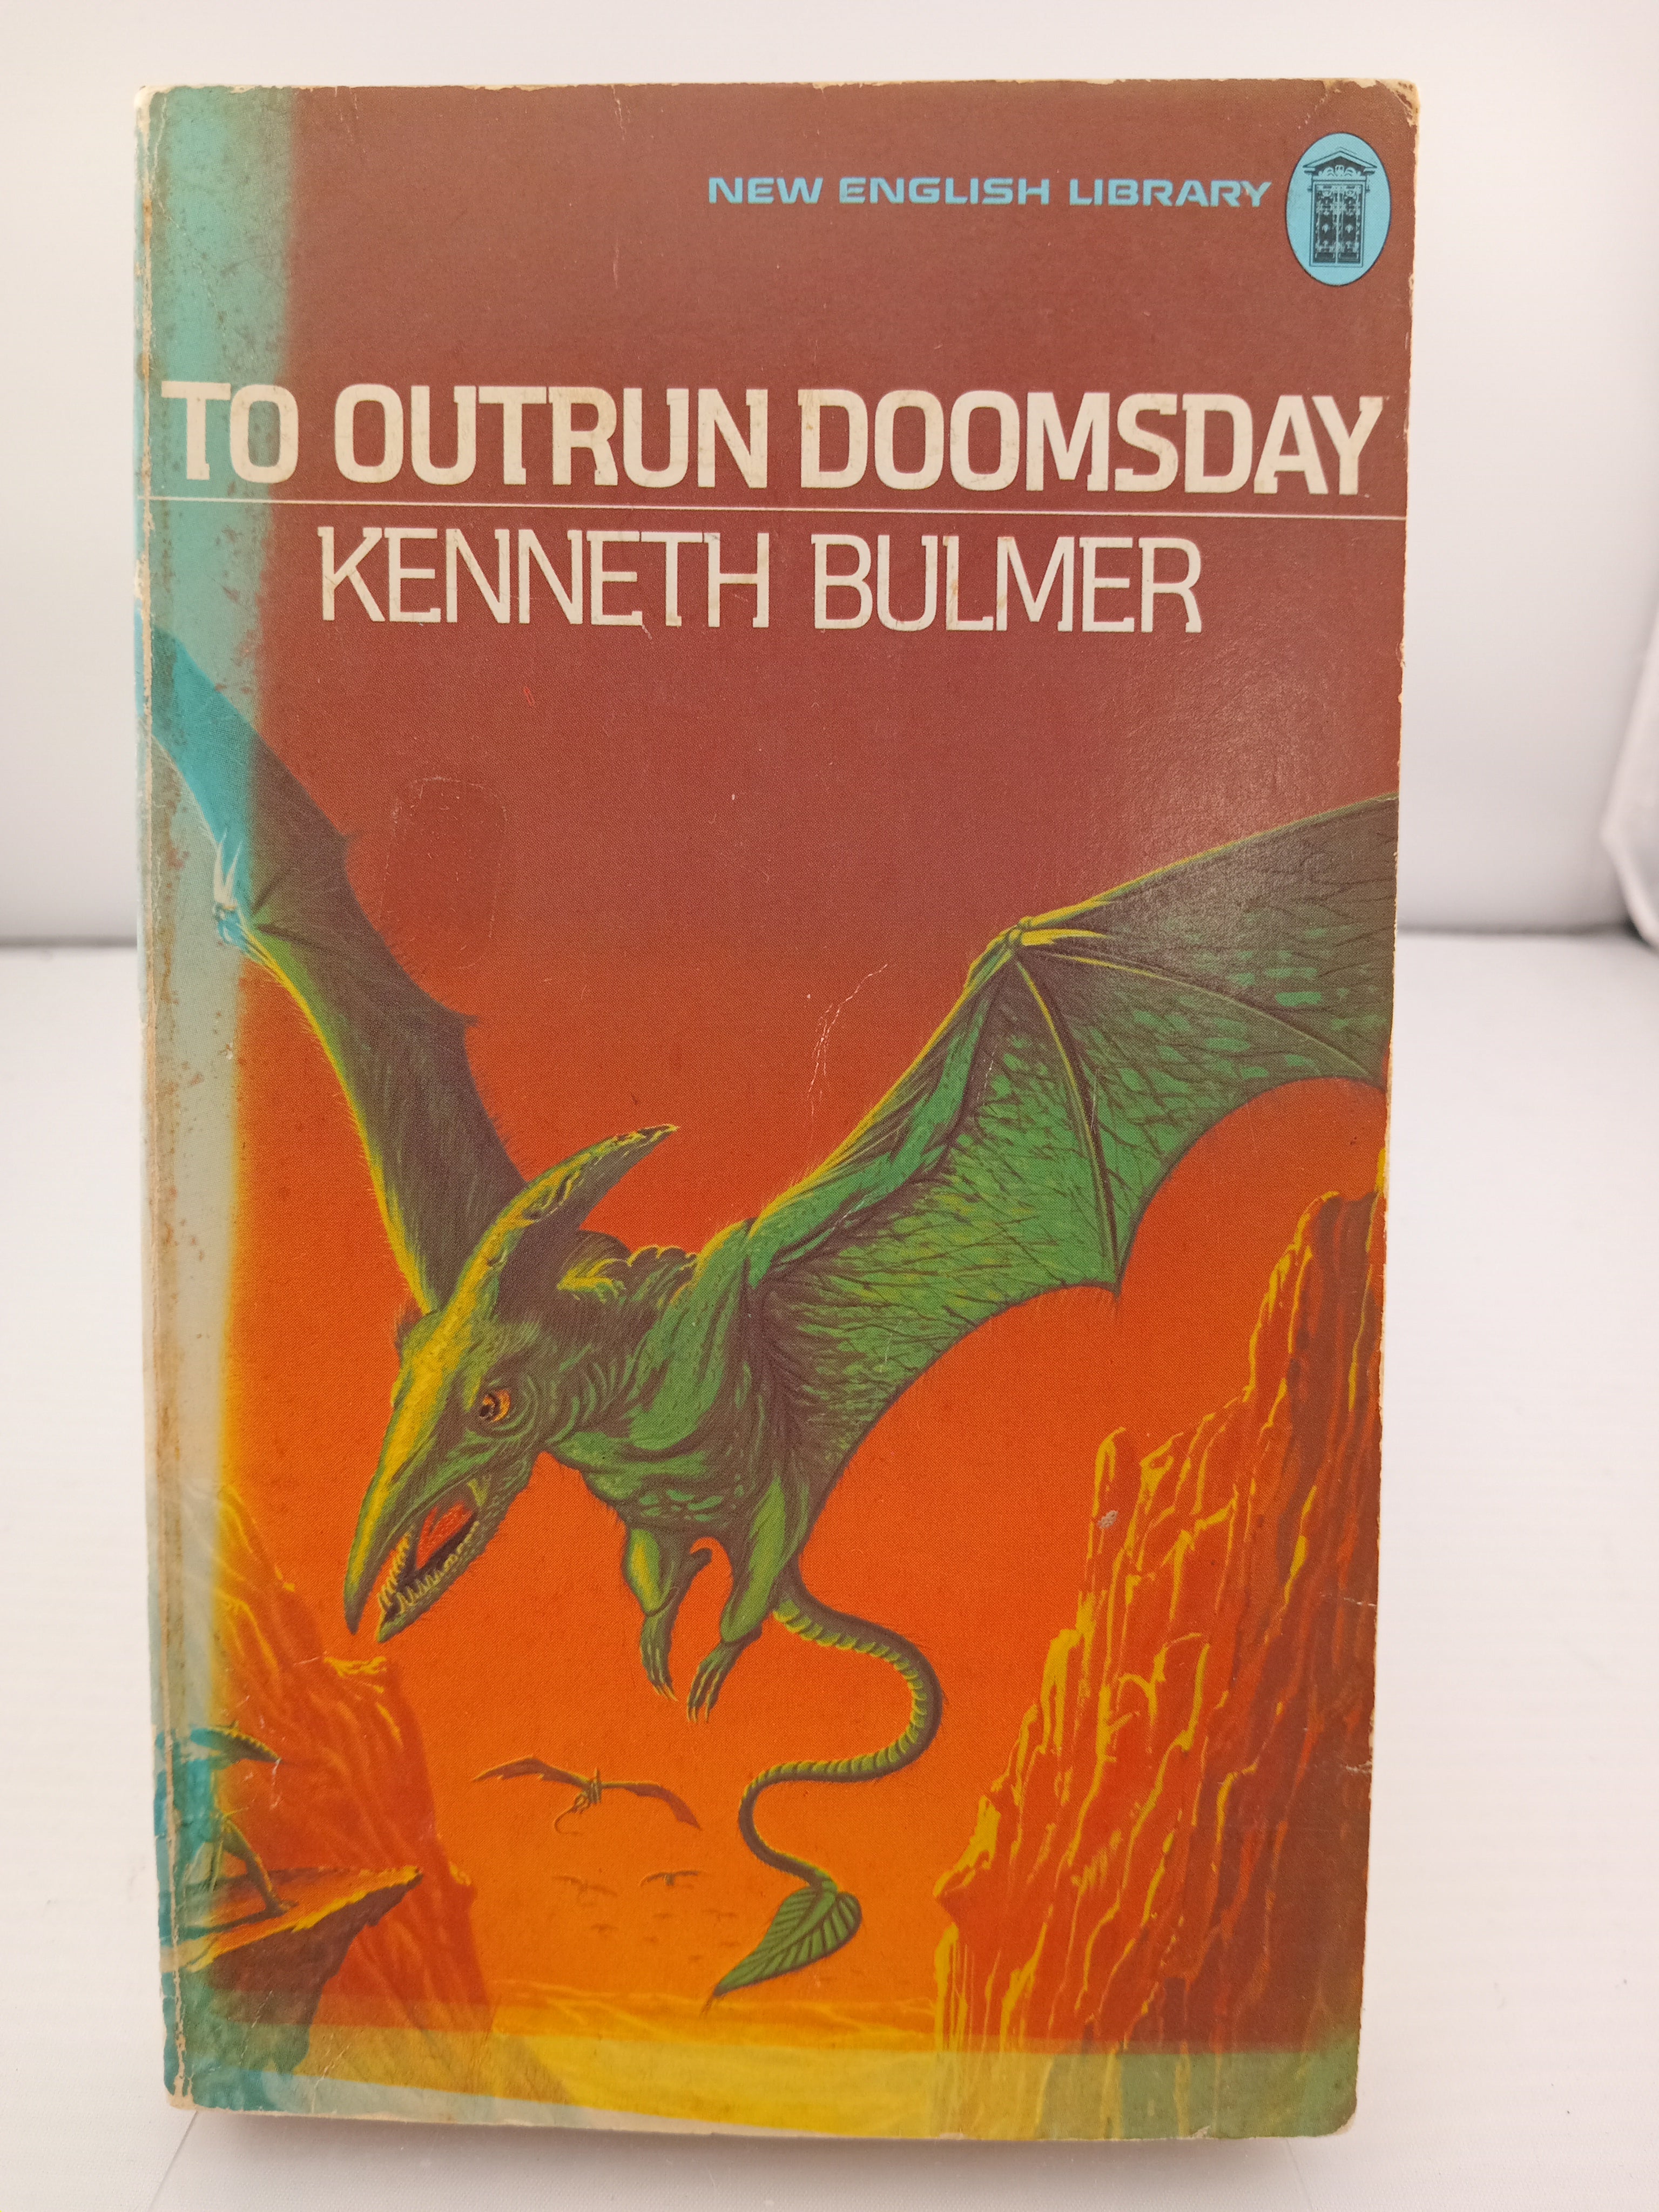 NEW ENGLISH LIBRARY
TO OUTRUN DOOMSDAY
KENNETH BULMER